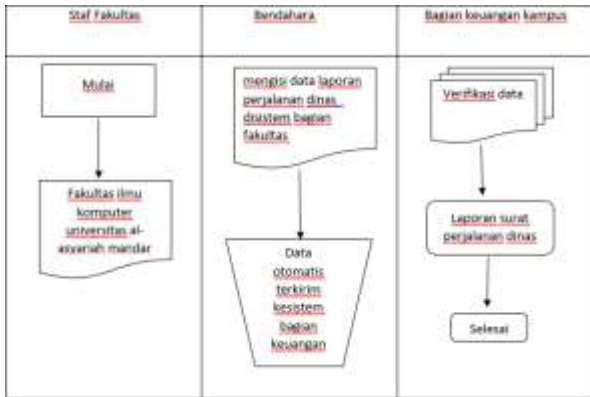 Staf Fakultas
Bendahara
Bagian keuangan kampus
Mulai
Fakultas ilmu
komputer
universitas al-
asyariah mandar
mengisi data laporan
perjalanan dinas
disistem bagian
fakultas
Data
otomatis
terkirim
kesistem
bagian
keuangan
Verifikasi data
Laporan surat
perjalanan dinas
Selesai